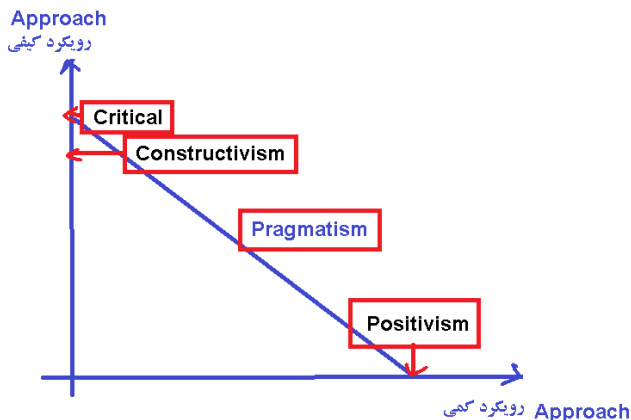 Approach
رویکرد کیفی
Critical
Constructivism
Pragmatism
Positivism
رویکرد کمی Approach